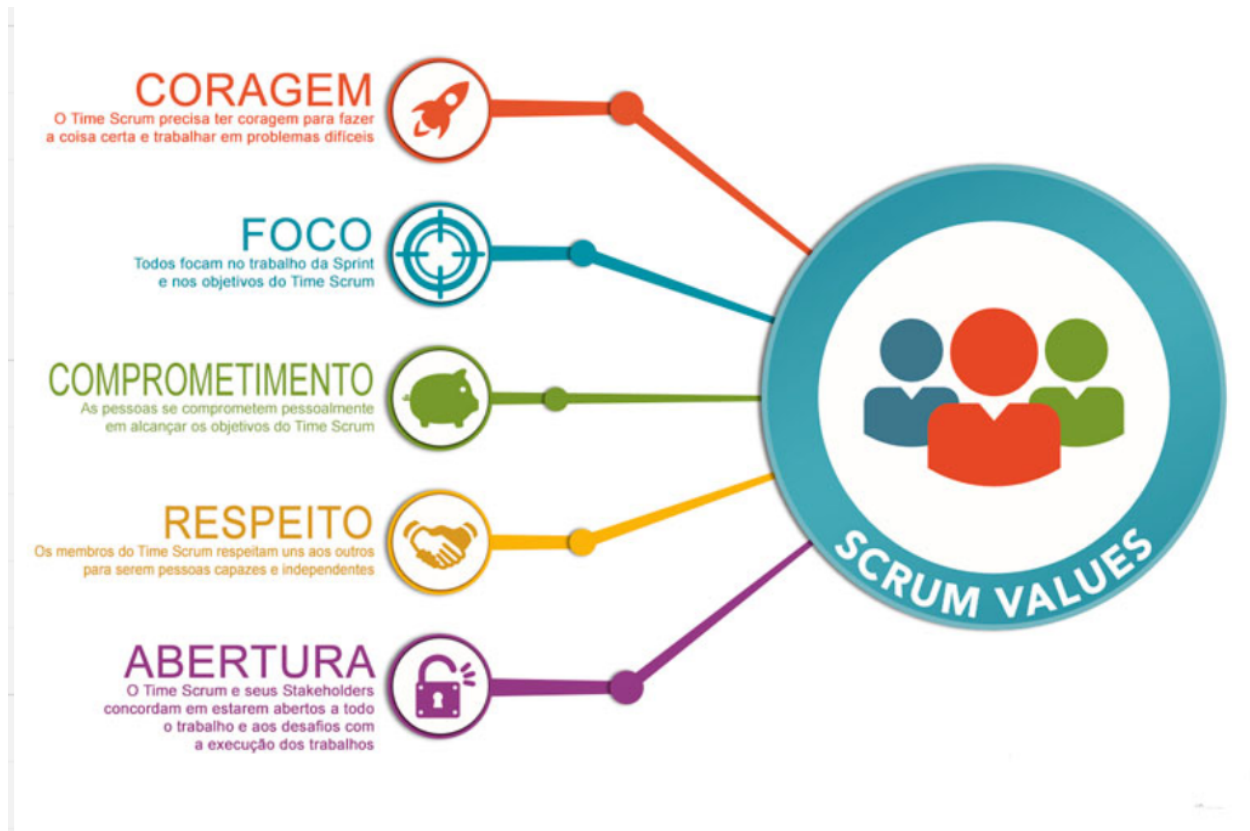 CORAGEM
O Time Scrum precisa ter coragem para fazer
a coisa certa e trabalhar em problemas difíceis
FOCO
Todos focam no trabalho da Sprint
e nos objetivos do Time Scrum
COMPROMETIMENTO
As pessoas se comprometem pessoalmente
em alcançar os objetivos do Time Scrum
RESPEITO
Os membros do Time Scrum respeitam uns aos outros
para serem pessoas capazes e independentes
ABERTURA
O Time Scrum e seus Stakeholders
concordam em estarem abertos a todo
o trabalho e aos desafios com
a execução dos trabalhos
SCRUM VALUES